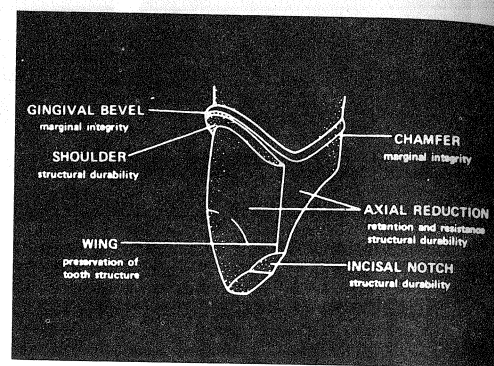 GINGIVAL BEVEL
marginal integrity
SHOULDER
structural durability
WING
preservation of
tooth structure
CHAMFER
marginal integrity
AXIAL REDUCTION
retention and resistance
structural durability
INCISAL NOTCH
structural durability